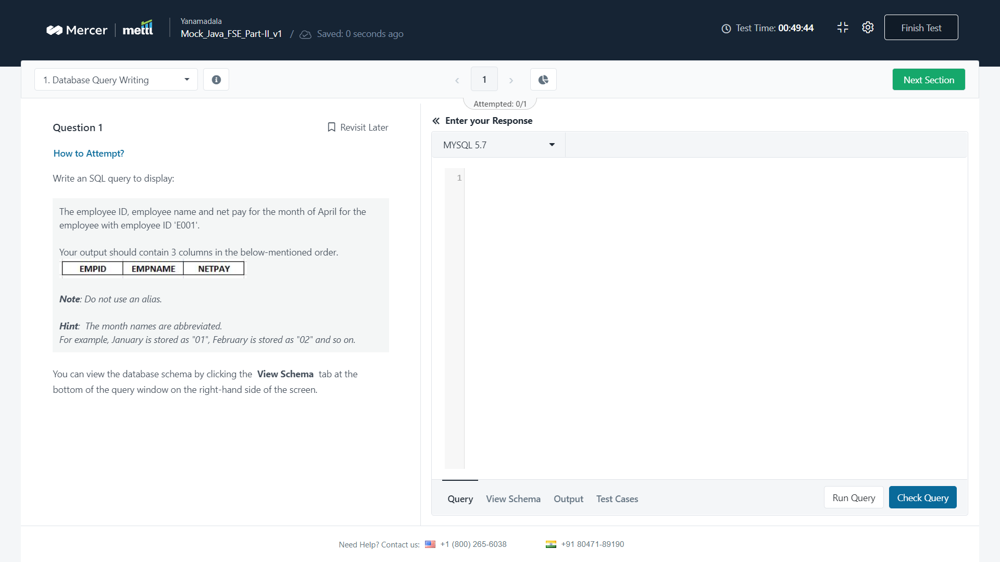 Mercer
mettl
Yanamadala
Mock_Java_FSE_Part-II_v1 / Saved: 0 seconds ago
Test Time: 00:49:44
Finish Test
1. Database Query Writing
1
Attempted: 0/1
Next Section
Question 1
Revisit Later
How to Attempt?
Write an SQL query to display:
The employee ID, employee name and net pay for the month of April for the
employee with employee ID 'E001'.
Your output should contain 3 columns in the below-mentioned order.
EMPID EMPNAME NETPAY
Note: Do not use an alias.
Hint: The month names are abbreviated.
For example, January is stored as "01", February is stored as "02" and so on.
You can view the database schema by clicking the View Schema tab at the
bottom of the query window on the right-hand side of the screen.
Enter your Response
MYSQL 5.7
1
Query View Schema Output Test Cases
Run Query
Check Query
Need Help? Contact us: +1 (800) 265-6038 +91 80471-89190